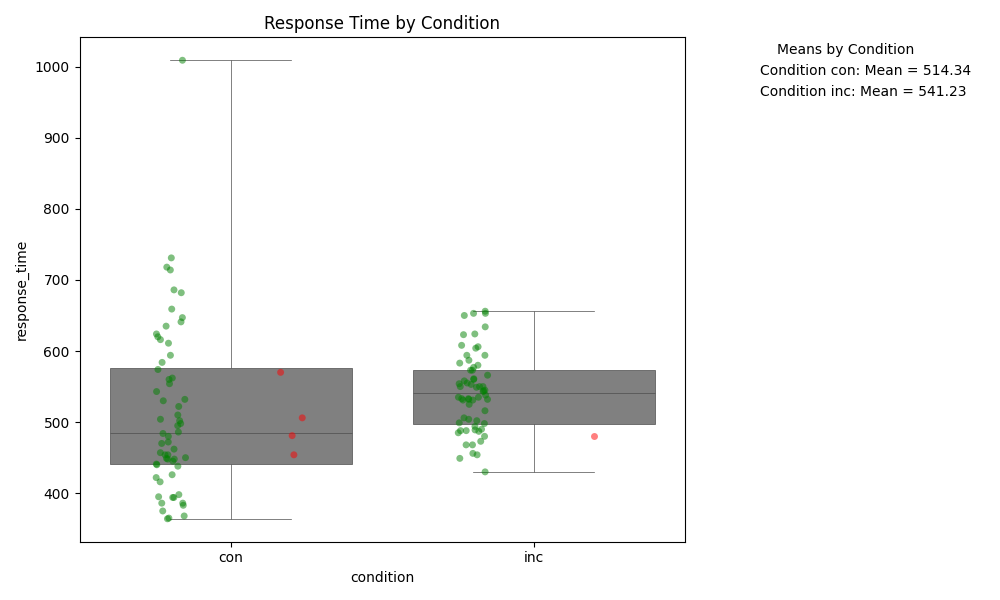 Response Time by Condition
Means by Condition
Condition con: Mean = 514.34
Condition inc: Mean = 541.23
1000
900
800
700
600
500
400
response_time
con
inc
condition